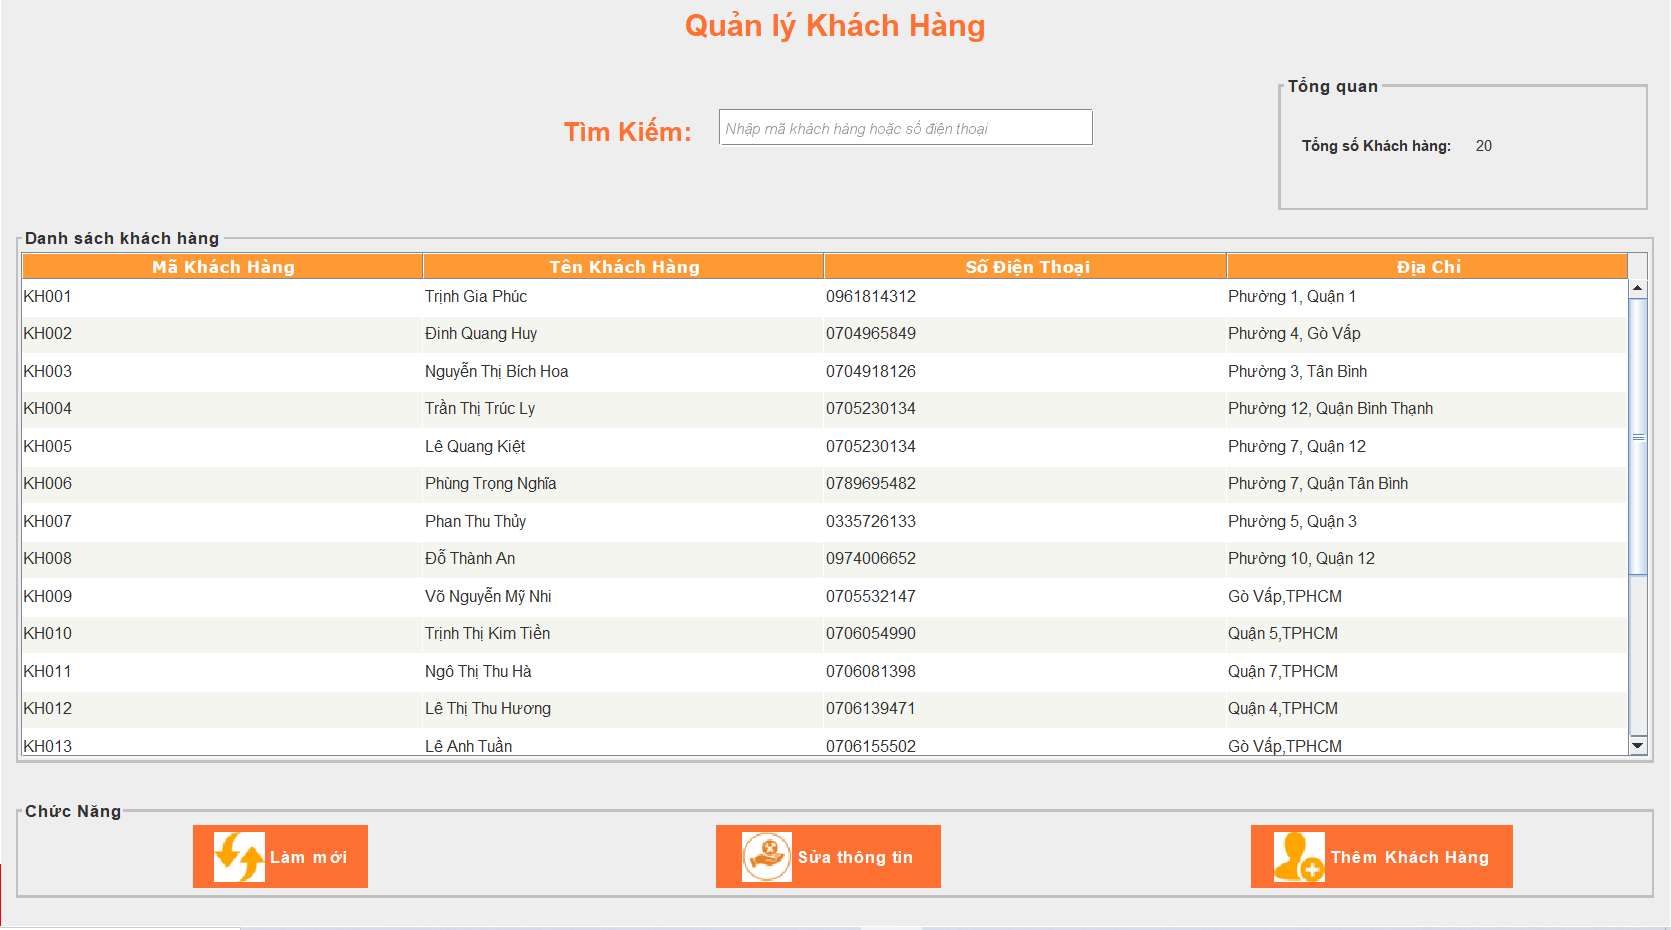 Quản lý Khách Hàng
Tổng quan
Tìm Kiếm: Nhập mã khách hàng hoặc số điện thoại
Tổng số Khách hàng: 20
Danh sách khách hàng
Mã Khách Hàng Tên Khách Hàng Số Điện Thoại Địa Chỉ
KH001 Trịnh Gia Phúc 0961814312 Phường 1, Quận 1
KH002 Đinh Quang Huy 0704965849 Phường 4, Gò Vấp
KH003 Nguyễn Thị Bích Hoa 0704918126 Phường 3, Tân Bình
KH004 Trần Thị Trúc Ly 0705230134 Phường 12, Quận Bình Thạnh
KH005 Lê Quang Kiệt 0705230134 Phường 7, Quận 12
KH006 Phùng Trọng Nghĩa 0789695482 Phường 7, Quận Tân Bình
KH007 Phan Thu Thủy 0335726133 Phường 5, Quận 3
KH008 Đỗ Thành An 0974006652 Phường 10, Quận 12
KH009 Võ Nguyễn Mỹ Nhi 0705532147 Gò Vấp,TPHCM
KH010 Trịnh Thị Kim Tiền 0706054990 Quận 5,TPHCM
KH011 Ngô Thị Thu Hà 0706081398 Quận 7,TPHCM
KH012 Lê Thị Thu Hương 0706139471 Quận 4,TPHCM
KH013 Lê Anh Tuần 0706155502 Gò Vấp,TPHCM
Chức Năng
Làm mới Sửa thông tin Thêm Khách Hàng